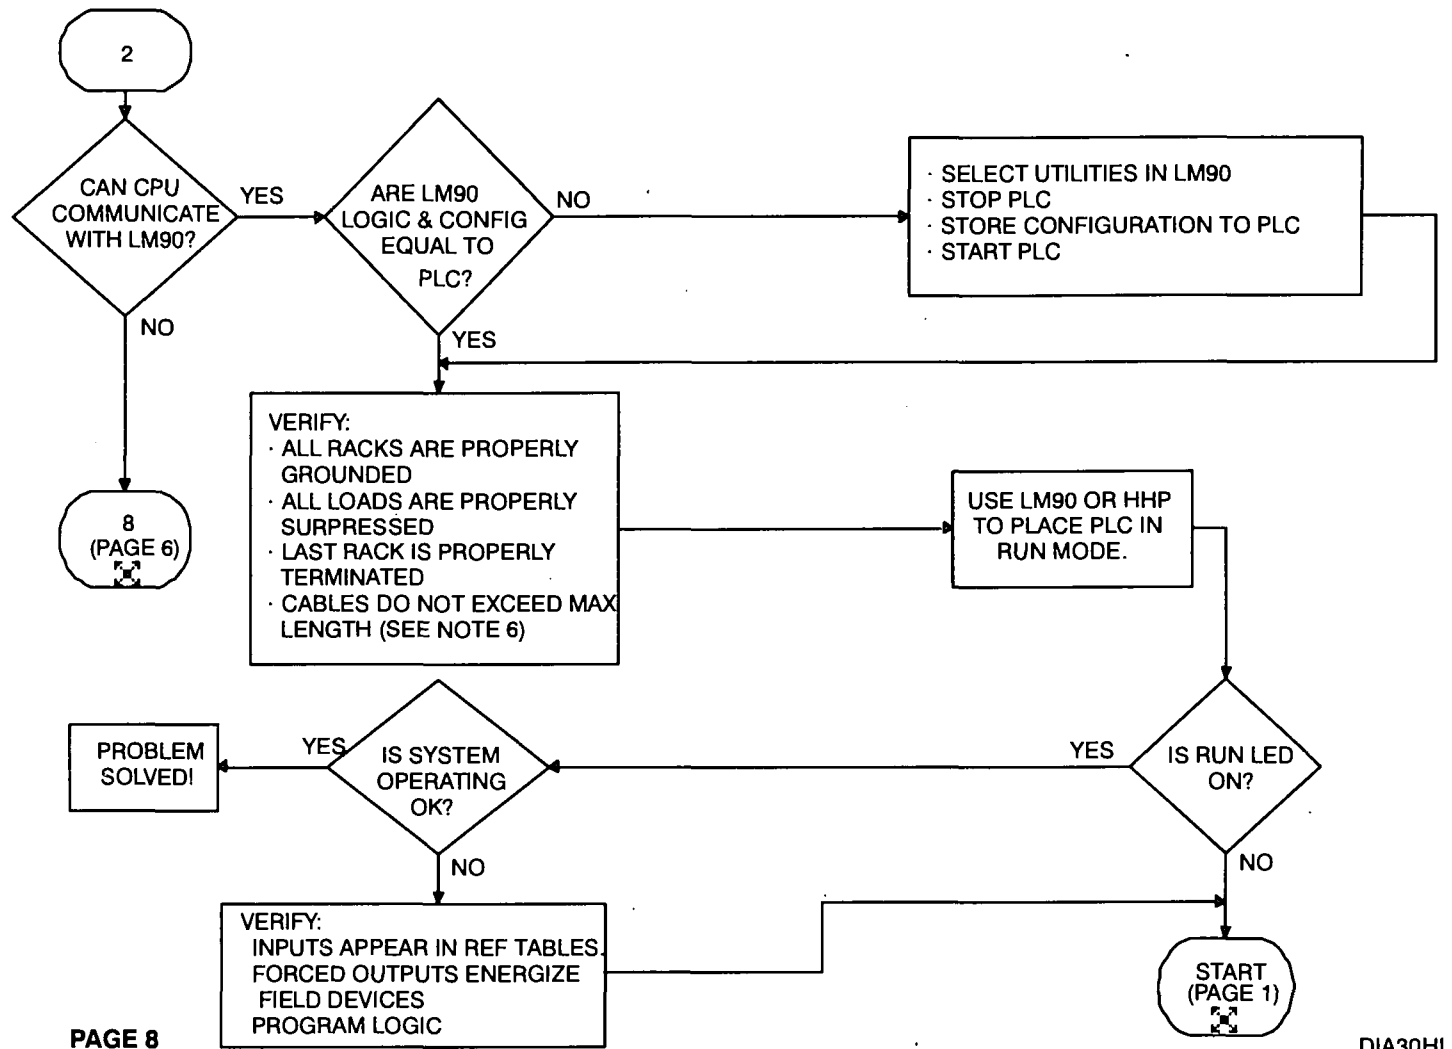 2
CAN CPU
COMMUNICATE
WITH LM90?
YES
NO
8
(PAGE 6)
ARE LM90
LOGIC & CONFIG
EQUAL TO
PLC?
NO
YES
· SELECT UTILITIES IN LM90
· STOP PLC
· STORE CONFIGURATION TO PLC
· START PLC
VERIFY:
· ALL RACKS ARE PROPERLY
GROUNDED
· ALL LOADS ARE PROPERLY
SURPRESSED
· LAST RACK IS PROPERLY
TERMINATED
· CABLES DO NOT EXCEED MAX
LENGTH (SEE NOTE 6)
USE LM90 OR HHP
TO PLACE PLC IN
RUN MODE.
IS RUN LED
ON?
YES
NO
IS SYSTEM
OPERATING
OK?
YES
NO
PROBLEM
SOLVED!
VERIFY:
INPUTS APPEAR IN REF TABLES.
FORCED OUTPUTS ENERGIZE
FIELD DEVICES
PROGRAM LOGIC
START
(PAGE 1)
PAGE 8